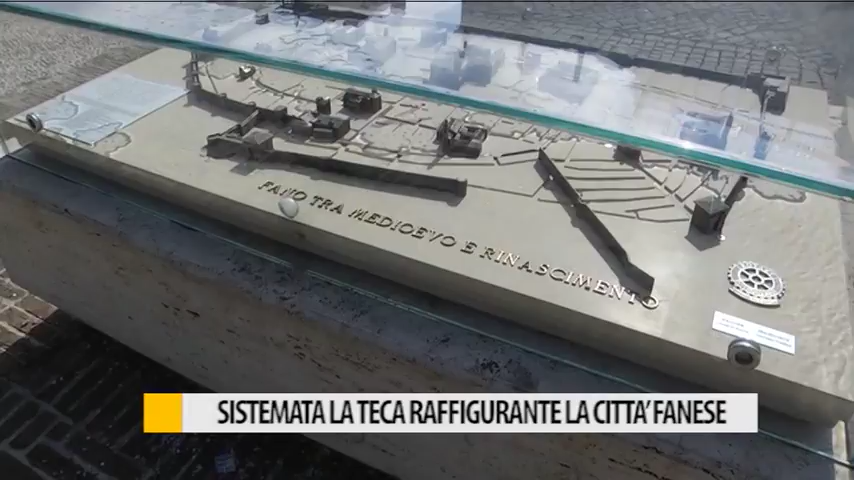 FANO TRA MEDIOEVO E RINASCIMENTO
SISTEMATA LA TECA RAFFIGURANTE LA CITTA' FANESE